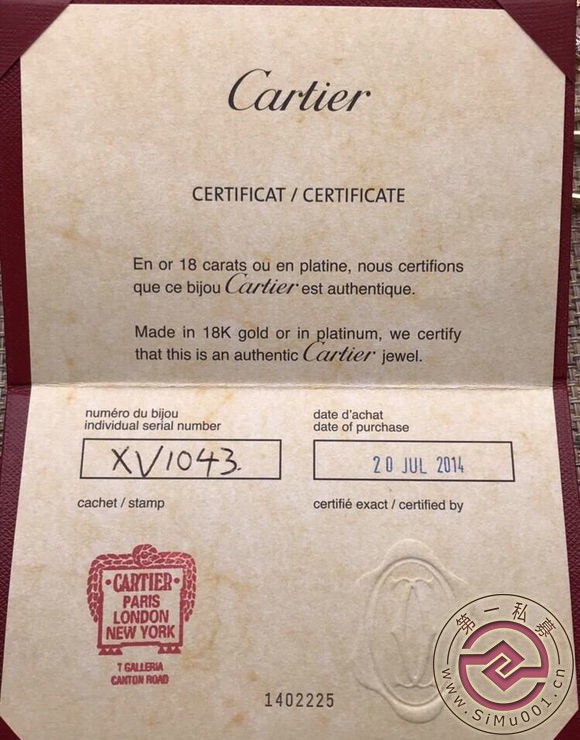 Cartier
CERTIFICAT / CERTIFICATE
En or 18 carats ou en platine, nous certifions
que ce bijou Cartier est authentique.
Made in 18K gold or in platinum, we certify
that this is an authentic Cartier jewel.
numéro du bijou
individual serial number
XV1043.
date d'achat
date of purchase
20 JUL 2014
cachet / stamp
certifié exact / certified by
·CARTIER·
PARIS
LONDON
NEW YORK
T GALLERIA
CANTON ROAD
1402225
第一私募
www.SiMu001.cn